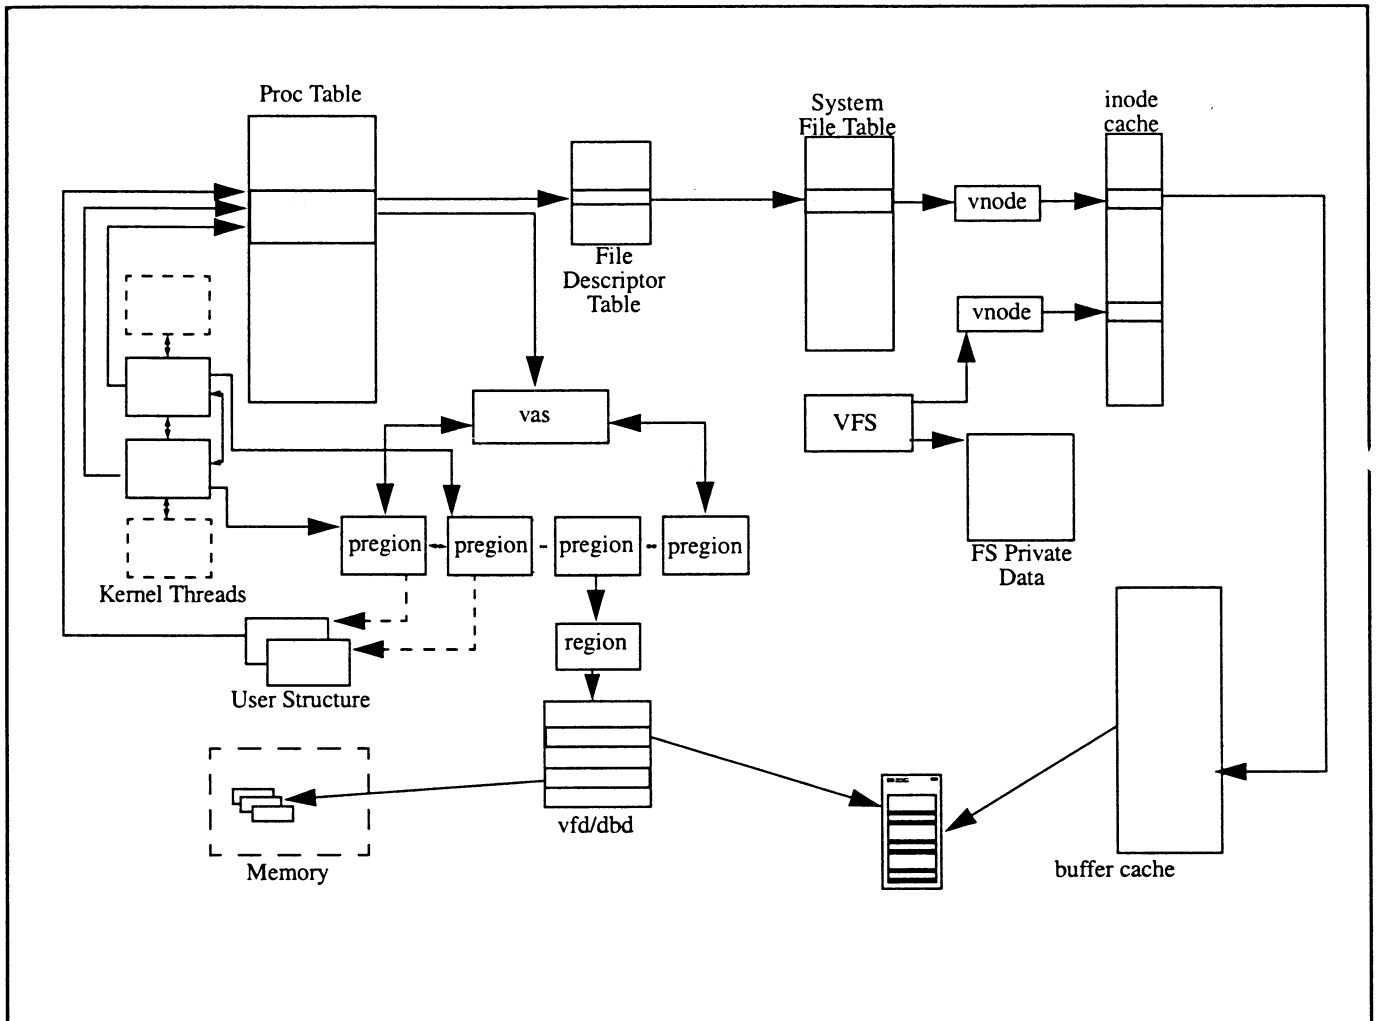 Proc Table
System
File Table
inode
cache
vnode
File
Descriptor
Table
vnode
vas
VFS
pregion
pregion
pregion
pregion
FS Private
Data
Kernel Threads
region
User Structure
vfd/dbd
Memory
buffer cache